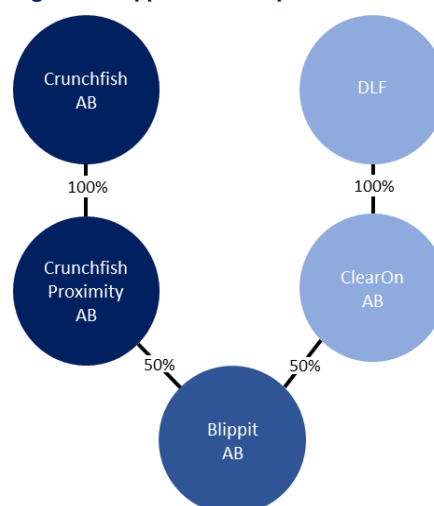 Crunchfish
AB
DLF
100%
100%
Crunchfish
Proximity
AB
ClearOn
AB
50%
50%
Blippit
AB